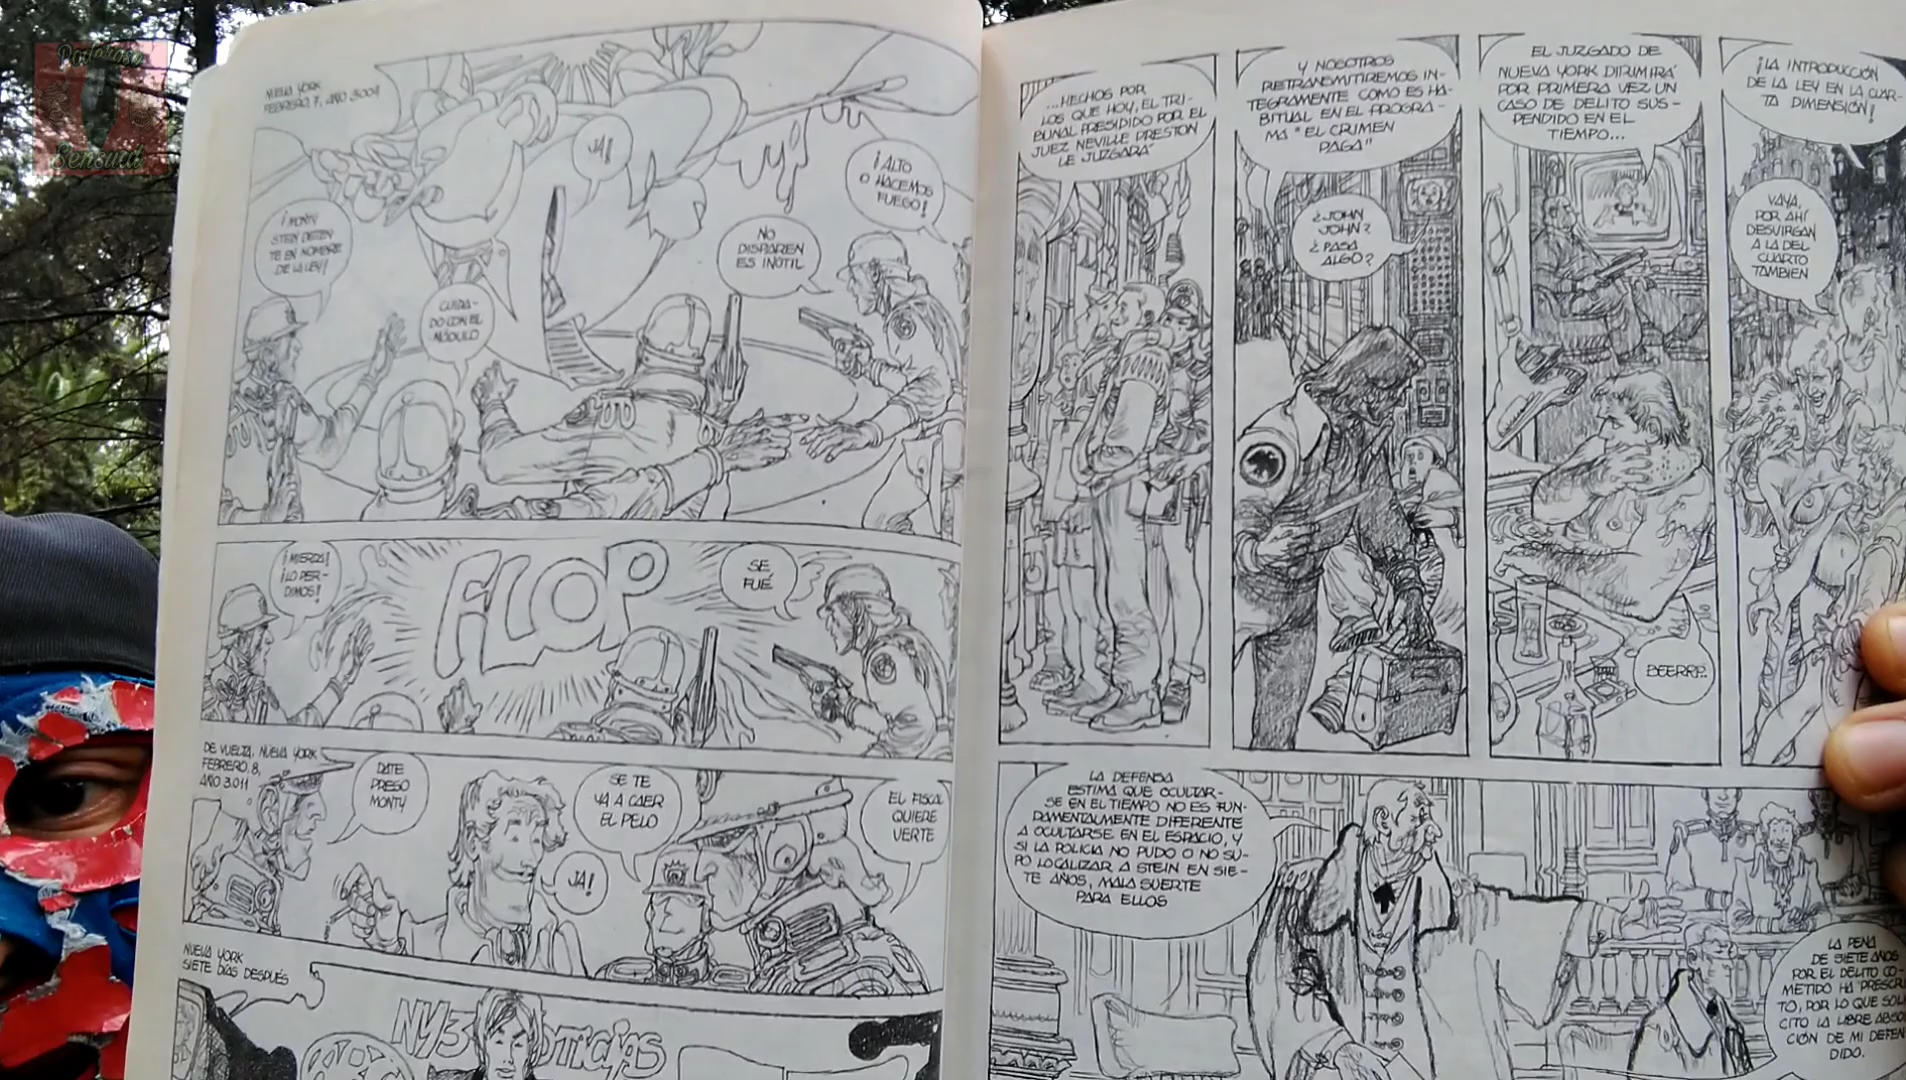 Poderoso
Sensual
NUEVA YORK
FEBRERO, 7, AÑO 3.004
¡MONTY
STEIN DETEN
TE EN NOMBRE
DE LA LEY!
CUIDA-
DO CON EL
MÓDULO
JA!
NO
DISPAREN
ES INÚTIL
¡ALTO
O HACEMOS
FUEGO!
¡MIERDA!
¡LO PER-
DIMOS!
FLOP
SE
FUÉ
DE VUELTA, NUEVA YORK
FEBRERO, 8,
AÑO 3.011
DATE
PRESO
MONTY
JA!
SE TE
VA A CAER
EL PELO
EL FISCAL
QUIERE
VERTE
NUEVA YORK
SIETE DÍAS DESPUÉS
NY3
...HECHOS POR
LOS QUE HOY, EL TRI-
BUNAL PRESIDIDO POR EL
JUEZ NEVILLE PRESTON
LE JUZGARÁ
Y NOSOTROS
RETRANSMITIREMOS IN-
TEGRAMENTE COMO ES HA-
BITUAL EN EL PROGRA-
MA "EL CRIMEN
PAGA"
¿JOHN
JOHN?
¿PASA
ALGO?
EL JUZGADO DE
NUEVA YORK DIRIMIRÁ
POR PRIMERA VEZ UN
CASO DE DELITO SUS-
PENDIDO EN EL
TIEMPO...
BEERRP..
¡LA INTRODUCCIÓN
DE LA LEY EN LA CUAR-
TA DIMENSIÓN!
VAYA,
POR AHÍ
DESVIRGAN
A LA DEL
CUARTO
TAMBIEN
LA DEFENSA
ESTIMA QUE OCULTAR-
SE EN EL TIEMPO NO ES FUN-
DAMENTALMENTE DIFERENTE
A OCULTARSE EN EL ESPACIO, Y
SI LA POLICIA NO PUDO O NO SU-
PO LOCALIZAR A STEIN EN SIE-
TE AÑOS, MALA SUERTE
PARA ELLOS
LA PENA
DE SIETE AÑOS
POR EL DELITO CO-
METIDO HA PRESCRI
TO, POR LO QUE SOLI
CITO LA LIBRE ABSO
CIÓN DE MI DEFEN
DIDO.